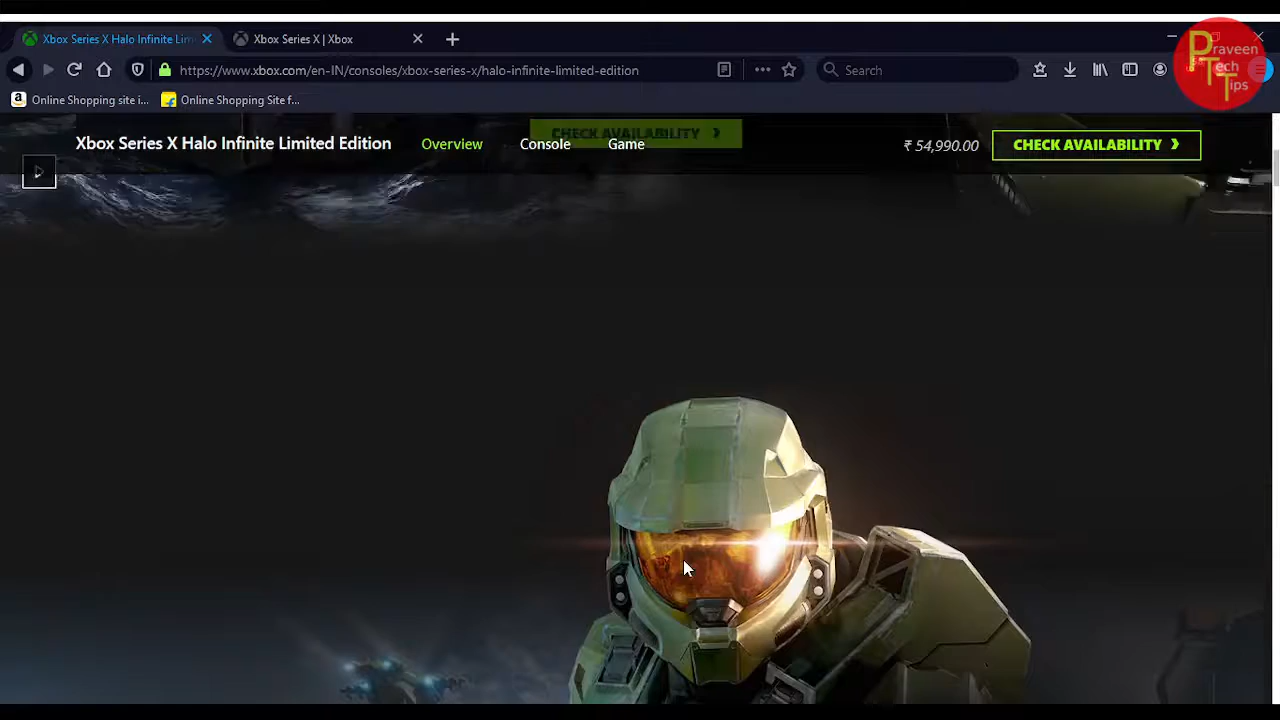 Xbox Series X Halo Infinite Lim
Xbox Series X | Xbox
https://www.xbox.com/en-IN/consoles/xbox-series-x/halo-infinite-limited-edition
Search
Online Shopping site i...
Online Shopping Site f...
Praveen
Tech
Tips
CHECK AVAILABILITY
Xbox Series X Halo Infinite Limited Edition
Overview
Console
Game
₹ 54,990.00
CHECK AVAILABILITY